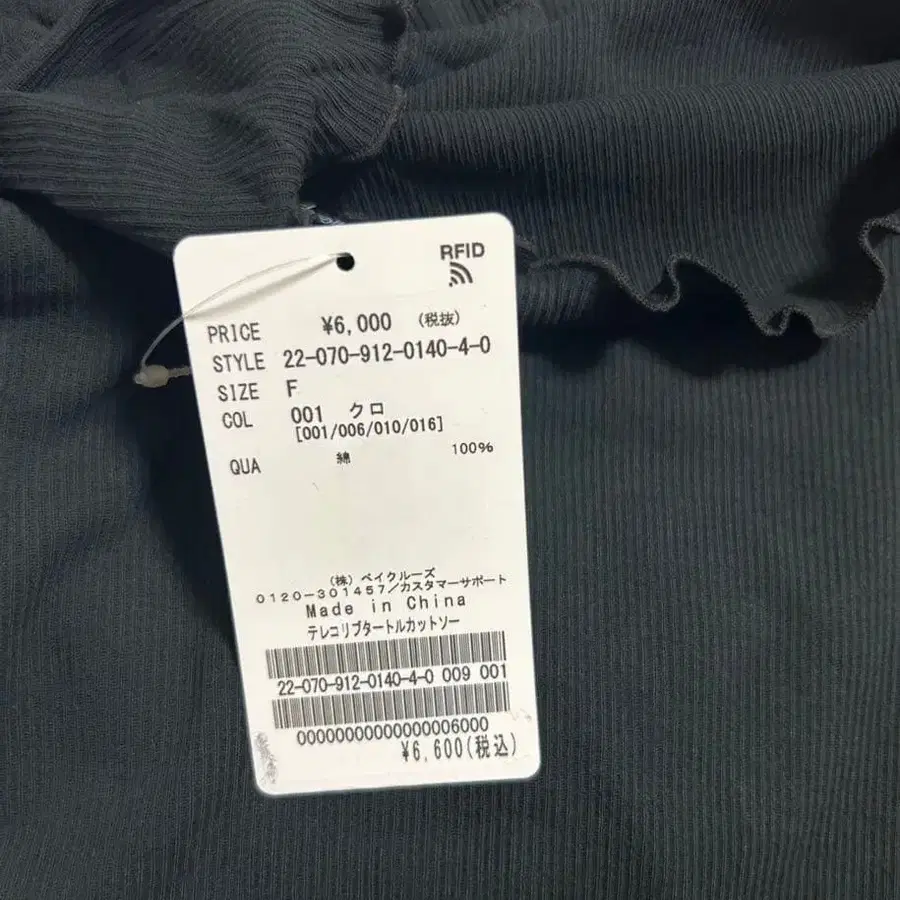 RFID
PRICE ¥6,000 (税抜)
STYLE 22-070-912-0140-4-0
SIZE F
COL 001 クロ
[001/006/010/016]
QUA 綿 100%
(株) ベイクルーズ
0120-301457/カスタマーサポート
Made in China
テレコリブタートルカットソー
22-070-912-0140-4-0 009 001
00000000000000006000
¥6,600(税込)